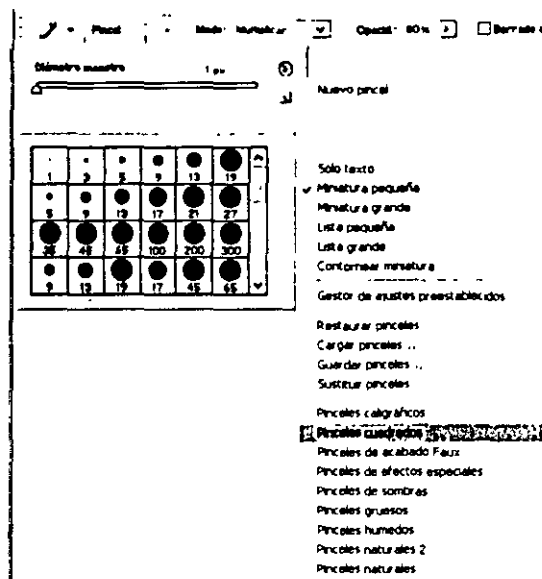 Pincel Modo: Multiplicar Opacid: 80% Borrado a
Diámetro maestro 1 px
1 3 5 9 13 19
5 9 13 17 21 27
35 45 65 100 200 300
9 13 19 17 45 65
Nuevo pincel
Solo texto
Miniatura pequeña
Miniatura grande
Lista pequeña
Lista grande
Contornear miniatura
Gestor de ajustes preestablecidos
Restaurar pinceles
Cargar pinceles ..
Guardar pinceles ..
Sustituir pinceles
Pinceles caligráficos
Pinceles cuadrados
Pinceles de acabado Faux
Pinceles de efectos especiales
Pinceles de sombras
Pinceles gruesos
Pinceles humedos
Pinceles naturales 2
Pinceles naturales